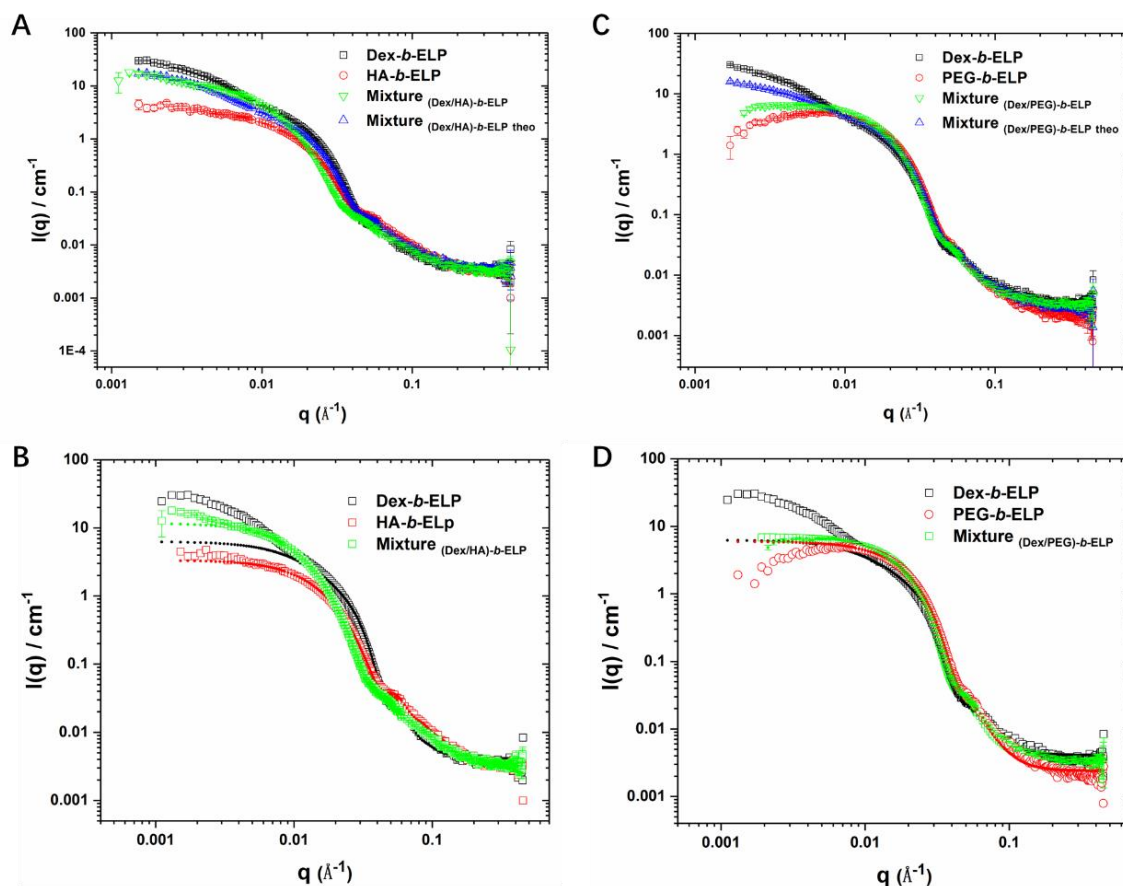 A
100
10
1
0.1
0.01
0.001
1E-4
I(q) / cm⁻¹
Dex-b-ELP
HA-b-ELP
Mixture (Dex/HA)-b-ELP
Mixture (Dex/HA)-b-ELP theo
0.001 0.01 0.1
q (Å⁻¹)
C
100
10
1
0.1
0.01
0.001
I(q) / cm⁻¹
Dex-b-ELP
PEG-b-ELP
Mixture (Dex/PEG)-b-ELP
Mixture (Dex/PEG)-b-ELP theo
0.001 0.01 0.1
q (Å⁻¹)
B
100
10
1
0.1
0.01
0.001
I(q) / cm⁻¹
Dex-b-ELP
HA-b-ELp
Mixture (Dex/HA)-b-ELP
0.001 0.01 0.1
q (Å⁻¹)
D
100
10
1
0.1
0.01
0.001
I(q) / cm⁻¹
Dex-b-ELP
PEG-b-ELP
Mixture (Dex/PEG)-b-ELP
0.001 0.01 0.1
q (Å⁻¹)